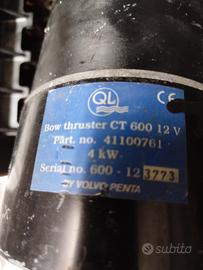 QL
CE
Bow thruster CT 600 12 V
Part. no. 41100761
4 kW
Serial no. 600 - 12 3773
BY VOLVO PENTA
subito